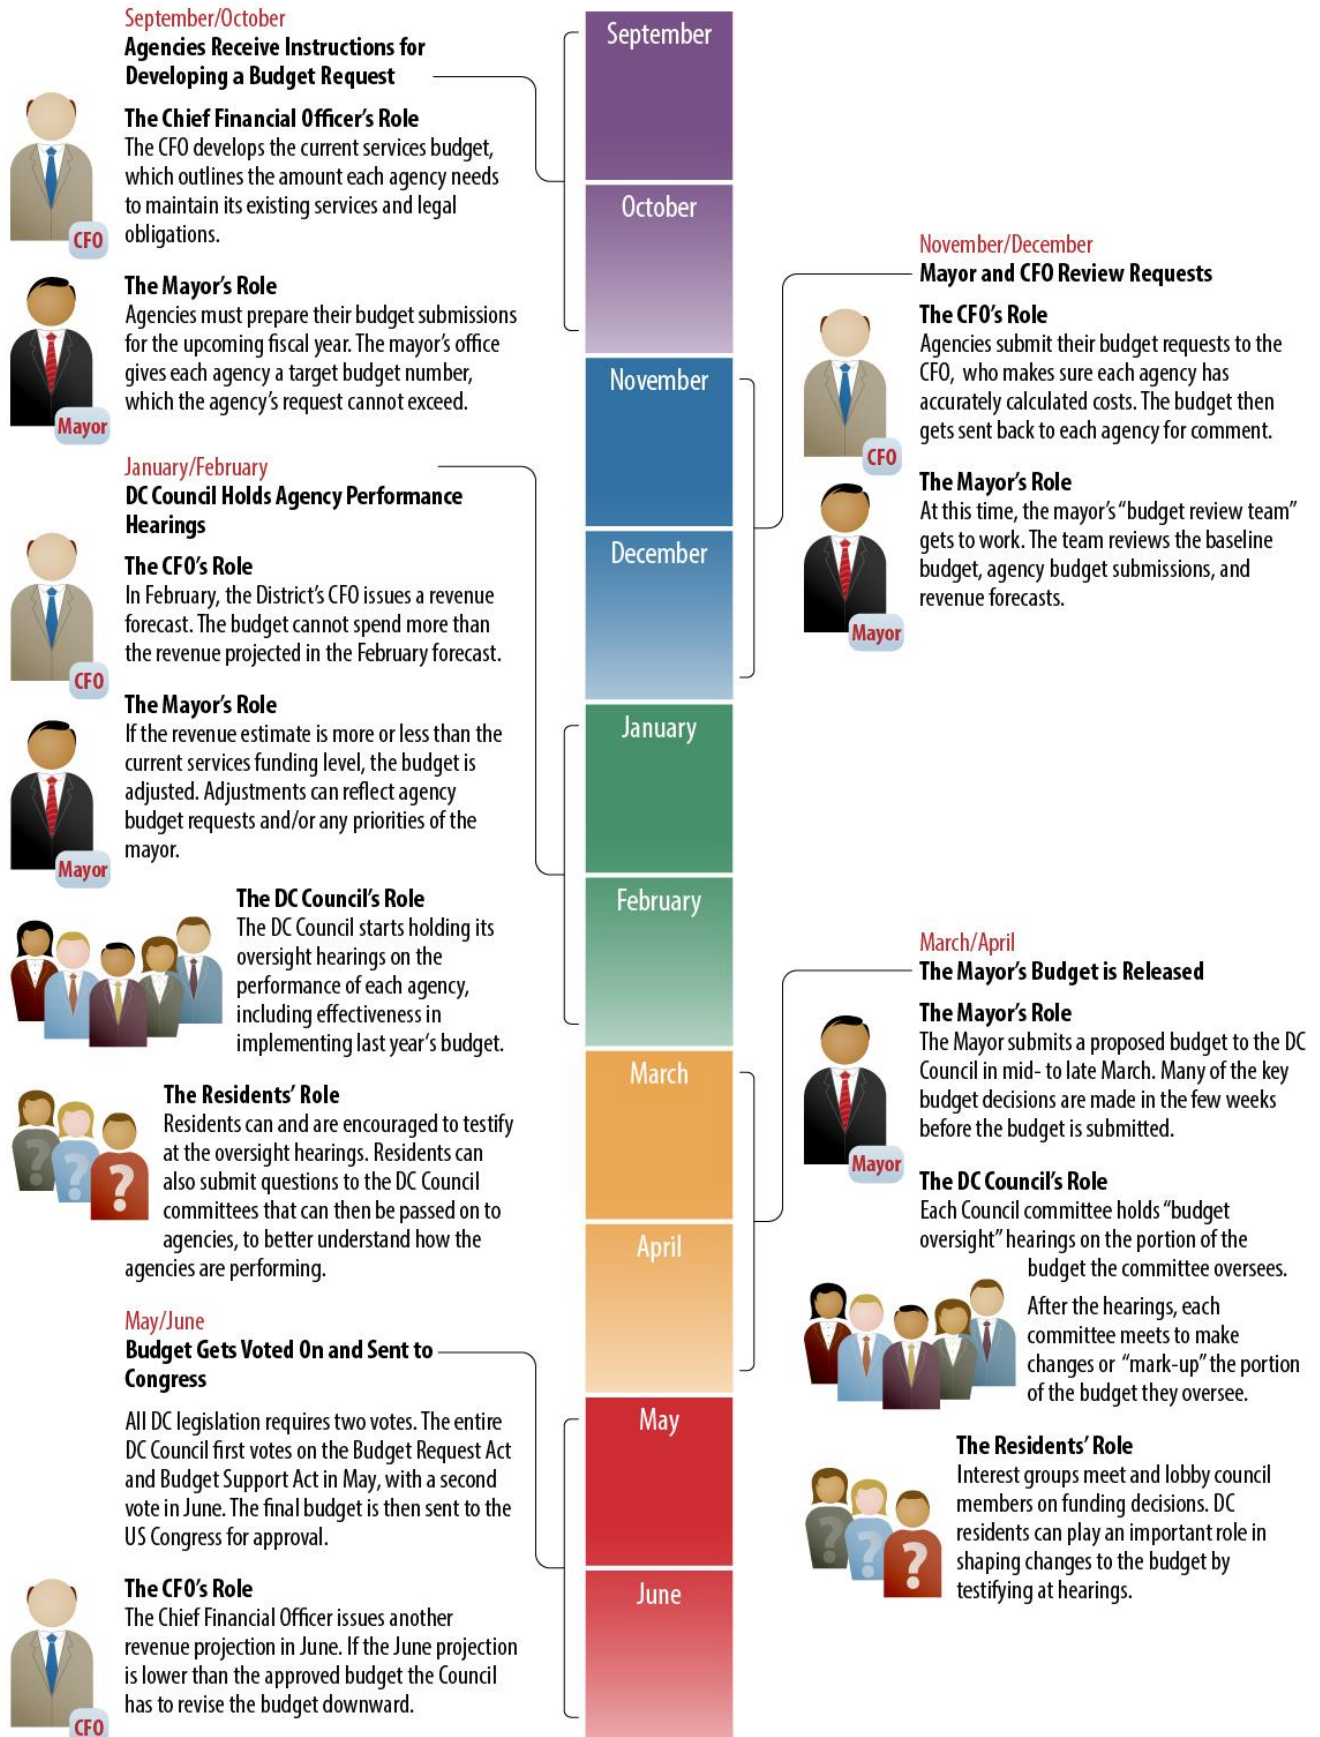 September/October
Agencies Receive Instructions for
Developing a Budget Request
The Chief Financial Officer's Role
The CFO develops the current services budget,
which outlines the amount each agency needs
to maintain its existing services and legal
obligations.
CFO
The Mayor's Role
Agencies must prepare their budget submissions
for the upcoming fiscal year. The mayor's office
gives each agency a target budget number,
which the agency's request cannot exceed.
Mayor
September
October
November/December
Mayor and CFO Review Requests
The CFO's Role
Agencies submit their budget requests to the
CFO, who makes sure each agency has
accurately calculated costs. The budget then
gets sent back to each agency for comment.
CFO
The Mayor's Role
At this time, the mayor's "budget review team"
gets to work. The team reviews the baseline
budget, agency budget submissions, and
revenue forecasts.
Mayor
November
December
January/February
DC Council Holds Agency Performance
Hearings
The CFO's Role
In February, the District's CFO issues a revenue
forecast. The budget cannot spend more than
the revenue projected in the February forecast.
CFO
The Mayor's Role
If the revenue estimate is more or less than the
current services funding level, the budget is
adjusted. Adjustments can reflect agency
budget requests and/or any priorities of the
mayor.
Mayor
The DC Council's Role
The DC Council starts holding its
oversight hearings on the
performance of each agency,
including effectiveness in
implementing last year's budget.
The Residents' Role
Residents can and are encouraged to testify
at the oversight hearings. Residents can
also submit questions to the DC Council
committees that can then be passed on to
agencies, to better understand how the
agencies are performing.
? ? ?
January
February
March/April
The Mayor's Budget is Released
The Mayor's Role
The Mayor submits a proposed budget to the DC
Council in mid- to late March. Many of the key
budget decisions are made in the few weeks
before the budget is submitted.
Mayor
The DC Council's Role
Each Council committee holds "budget
oversight" hearings on the portion of the
budget the committee oversees.
After the hearings, each
committee meets to make
changes or "mark-up" the portion
of the budget they oversee.
The Residents' Role
Interest groups meet and lobby council
members on funding decisions. DC
residents can play an important role in
shaping changes to the budget by
testifying at hearings.
? ? ?
March
April
May/June
Budget Gets Voted On and Sent to
Congress
All DC legislation requires two votes. The entire
DC Council first votes on the Budget Request Act
and Budget Support Act in May, with a second
vote in June. The final budget is then sent to the
US Congress for approval.
The CFO's Role
The Chief Financial Officer issues another
revenue projection in June. If the June projection
is lower than the approved budget the Council
has to revise the budget downward.
CFO
May
June